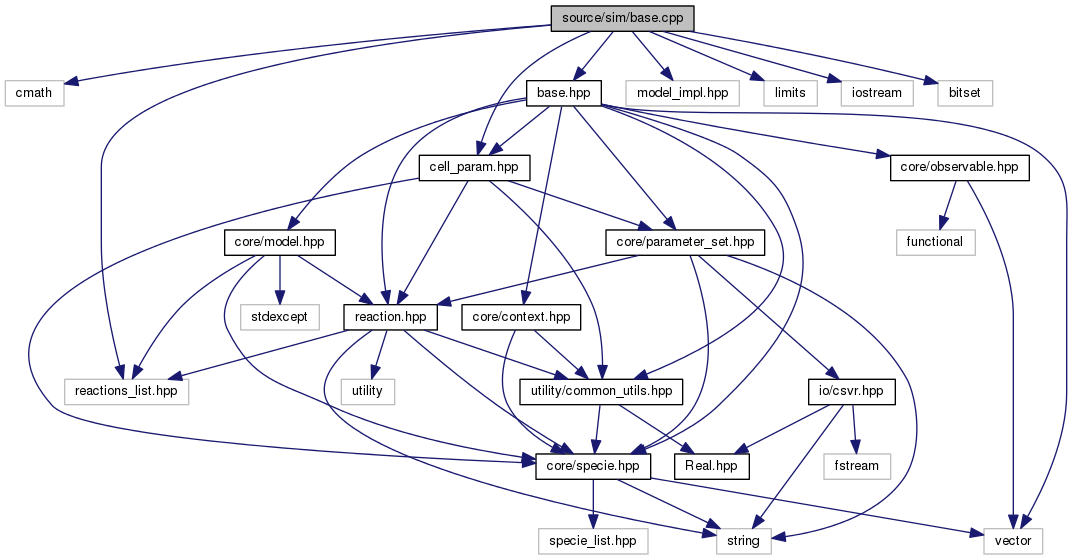 source/sim/base.cpp
cmath
base.hpp
model_impl.hpp
limits
iostream
bitset
cell_param.hpp
core/observable.hpp
core/model.hpp
core/parameter_set.hpp
functional
stdexcept
reaction.hpp
core/context.hpp
reactions_list.hpp
utility
utility/common_utils.hpp
io/csvr.hpp
core/specie.hpp
Real.hpp
fstream
specie_list.hpp
string
vector